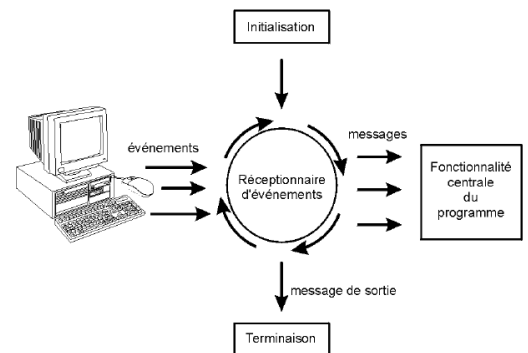 Initialisation
événements
messages
Réceptionnaire
d'événements
Fonctionnalité
centrale
du
programme
message de sortie
Terminaison